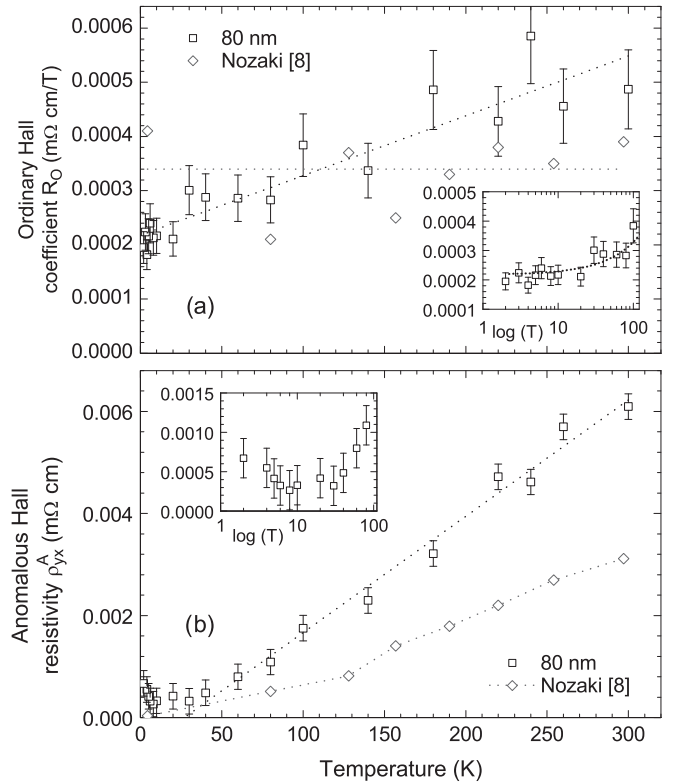 0.0006
0.0005
0.0004
0.0003
0.0002
0.0001
0.0000
Ordinary Hall
coefficient R_O (mΩ cm/T)
80 nm
Nozaki [8]
(a)
0.0005
0.0004
0.0003
0.0002
0.0001
1 10 100
log (T)
0.006
0.004
0.002
0.000
Anomalous Hall
resistivity ρ_yx^A (mΩ cm)
0.0015
0.0010
0.0005
0.0000
1 10 100
log (T)
(b)
80 nm
Nozaki [8]
0 50 100 150 200 250 300
Temperature (K)